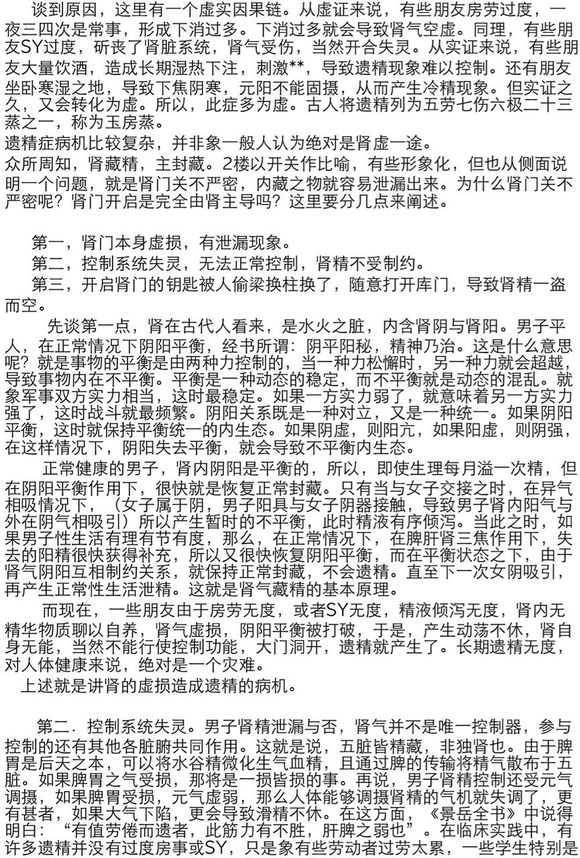 谈到原因，这里有一个虚实因果链。从虚证来说，有些朋友房劳过度，一
夜三四次是常事，形成下消过多。下消过多就会导致肾气空虚。同理，有些朋
友SY过度，斫丧了肾脏系统，肾气受伤，当然开合失灵。从实证来说，有些朋
友大量饮酒，造成长期湿热下注，刺激**，导致遗精现象难以控制。还有朋友
坐卧寒湿之地，导致下焦阴寒，元阳不能固摄，从而产生冷精现象。但实证之
久，又会转化为虚。所以，此症多为虚。古人将遗精列为五劳七伤六极二十三
蒸之一，称为玉房蒸。
遗精症病机比较复杂，并非象一般人认为绝对是肾虚一途。
众所周知，肾藏精，主封藏。2楼以开关作比喻，有些形象化，但也从侧面说
明一个问题，就是肾门关不严密，内藏之物就容易泄漏出来。为什么肾门关不
严密呢？肾门开启是完全由肾主导吗？这里要分几点来阐述。
第一，肾门本身虚损，有泄漏现象。
第二，控制系统失灵，无法正常控制，肾精不受制约。
第三，开启肾门的钥匙被人偷梁换柱换了，随意打开库门，导致肾精一盗
而空。
先谈第一点，肾在古代人看来，是水火之脏，内含肾阴与肾阳。男子平
人，在正常情况下阴阳平衡，经书所谓：阴平阳秘，精神乃治。这是什么意思
呢？就是事物的平衡是由两种力控制的，当一种力松懈时，另一种力就会超越，
导致事物内在不平衡。平衡是一种动态的稳定，而不平衡就是动态的混乱。就
象军事双方实力相当，这时最稳定。如果一方实力弱了，就意味着另一方实力
强了，这时战斗就最频繁。阴阳关系既是一种对立，又是一种统一。如果阴阳
平衡，这时就保持平衡统一的内生态。如果阴虚，则阳亢，如果阳虚，则阴强，
在这样情况下，阴阳失去平衡，就会导致不平衡内生态。
正常健康的男子，肾内阴阳是平衡的，所以，即使生理每月溢一次精，但
在阴阳平衡作用下，很快就是恢复正常封藏。只有当与女子交接之时，在异气
相吸情况下，（女子属于阴，男子阳具与女子阴器接触，导致男子肾内阳气与
外在阴气相吸引）所以产生暂时的不平衡，此时精液有序倾泻。当此之时，如
果男子性生活有理有节有度，那么，在正常情况下，在脾肝肾三焦作用下，失
去的阳精很快获得补充，所以又很快恢复阴阳平衡，而在平衡状态之下，由于
肾气阴阳互相制约关系，就保持正常封藏，不会遗精。直至下一次女阴吸引，
再产生正常性生活泄精。这就是肾气藏精的基本原理。
而现在，一些朋友由于房劳无度，或者SY无度，精液倾泻无度，肾内无
精华物质聊以自养，肾气虚损，阴阳平衡被打破，于是，产生动荡不休，肾自
身无能，当然不能行使控制功能，大门洞开，遗精就产生了。长期遗精无度，
对人体健康来说，绝对是一个灾难。
上述就是讲肾的虚损造成遗精的病机。
第二．控制系统失灵。男子肾精泄漏与否，肾气并不是唯一控制器，参与
控制的还有其他各脏腑共同作用。这就是说，五脏皆精藏，非独肾也。由于脾
胃是后天之本，可以将水谷精微化生气血精，且通过脾的传输将精气散布于五
脏。如果脾胃之气受损，那将是一损皆损的事。再说，男子肾精控制还受元气
调摄，如果脾胃受损，元气虚弱，那么人体能够调摄肾精的气机就失调了，更
有甚者，如果大气下陷，更会导致滑精不休。在这方面，《景岳全书》中说得
明白：“有值劳倦而遗者，此筋力有不胜，肝脾之弱也”。在临床实践中，有
许多遗精并没有过度房事或SY，只是象有些劳动者过劳太累，一些学生特别是